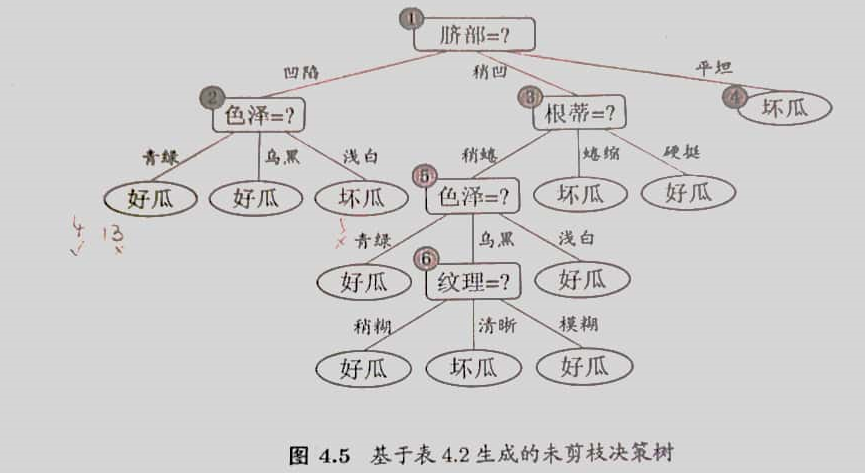 ① 脐部=?
凹陷 稍凹 平坦
② 色泽=? ③ 根蒂=? ④ 坏瓜
青绿 乌黑 浅白 稍蜷 蜷缩 硬挺
好瓜 好瓜 坏瓜 ⑤ 色泽=? 坏瓜 好瓜
4 13 5
✓ × × 青绿 乌黑 浅白
好瓜 ⑥ 纹理=? 好瓜
稍糊 清晰 模糊
好瓜 坏瓜 好瓜
图 4.5 基于表 4.2 生成的未剪枝决策树